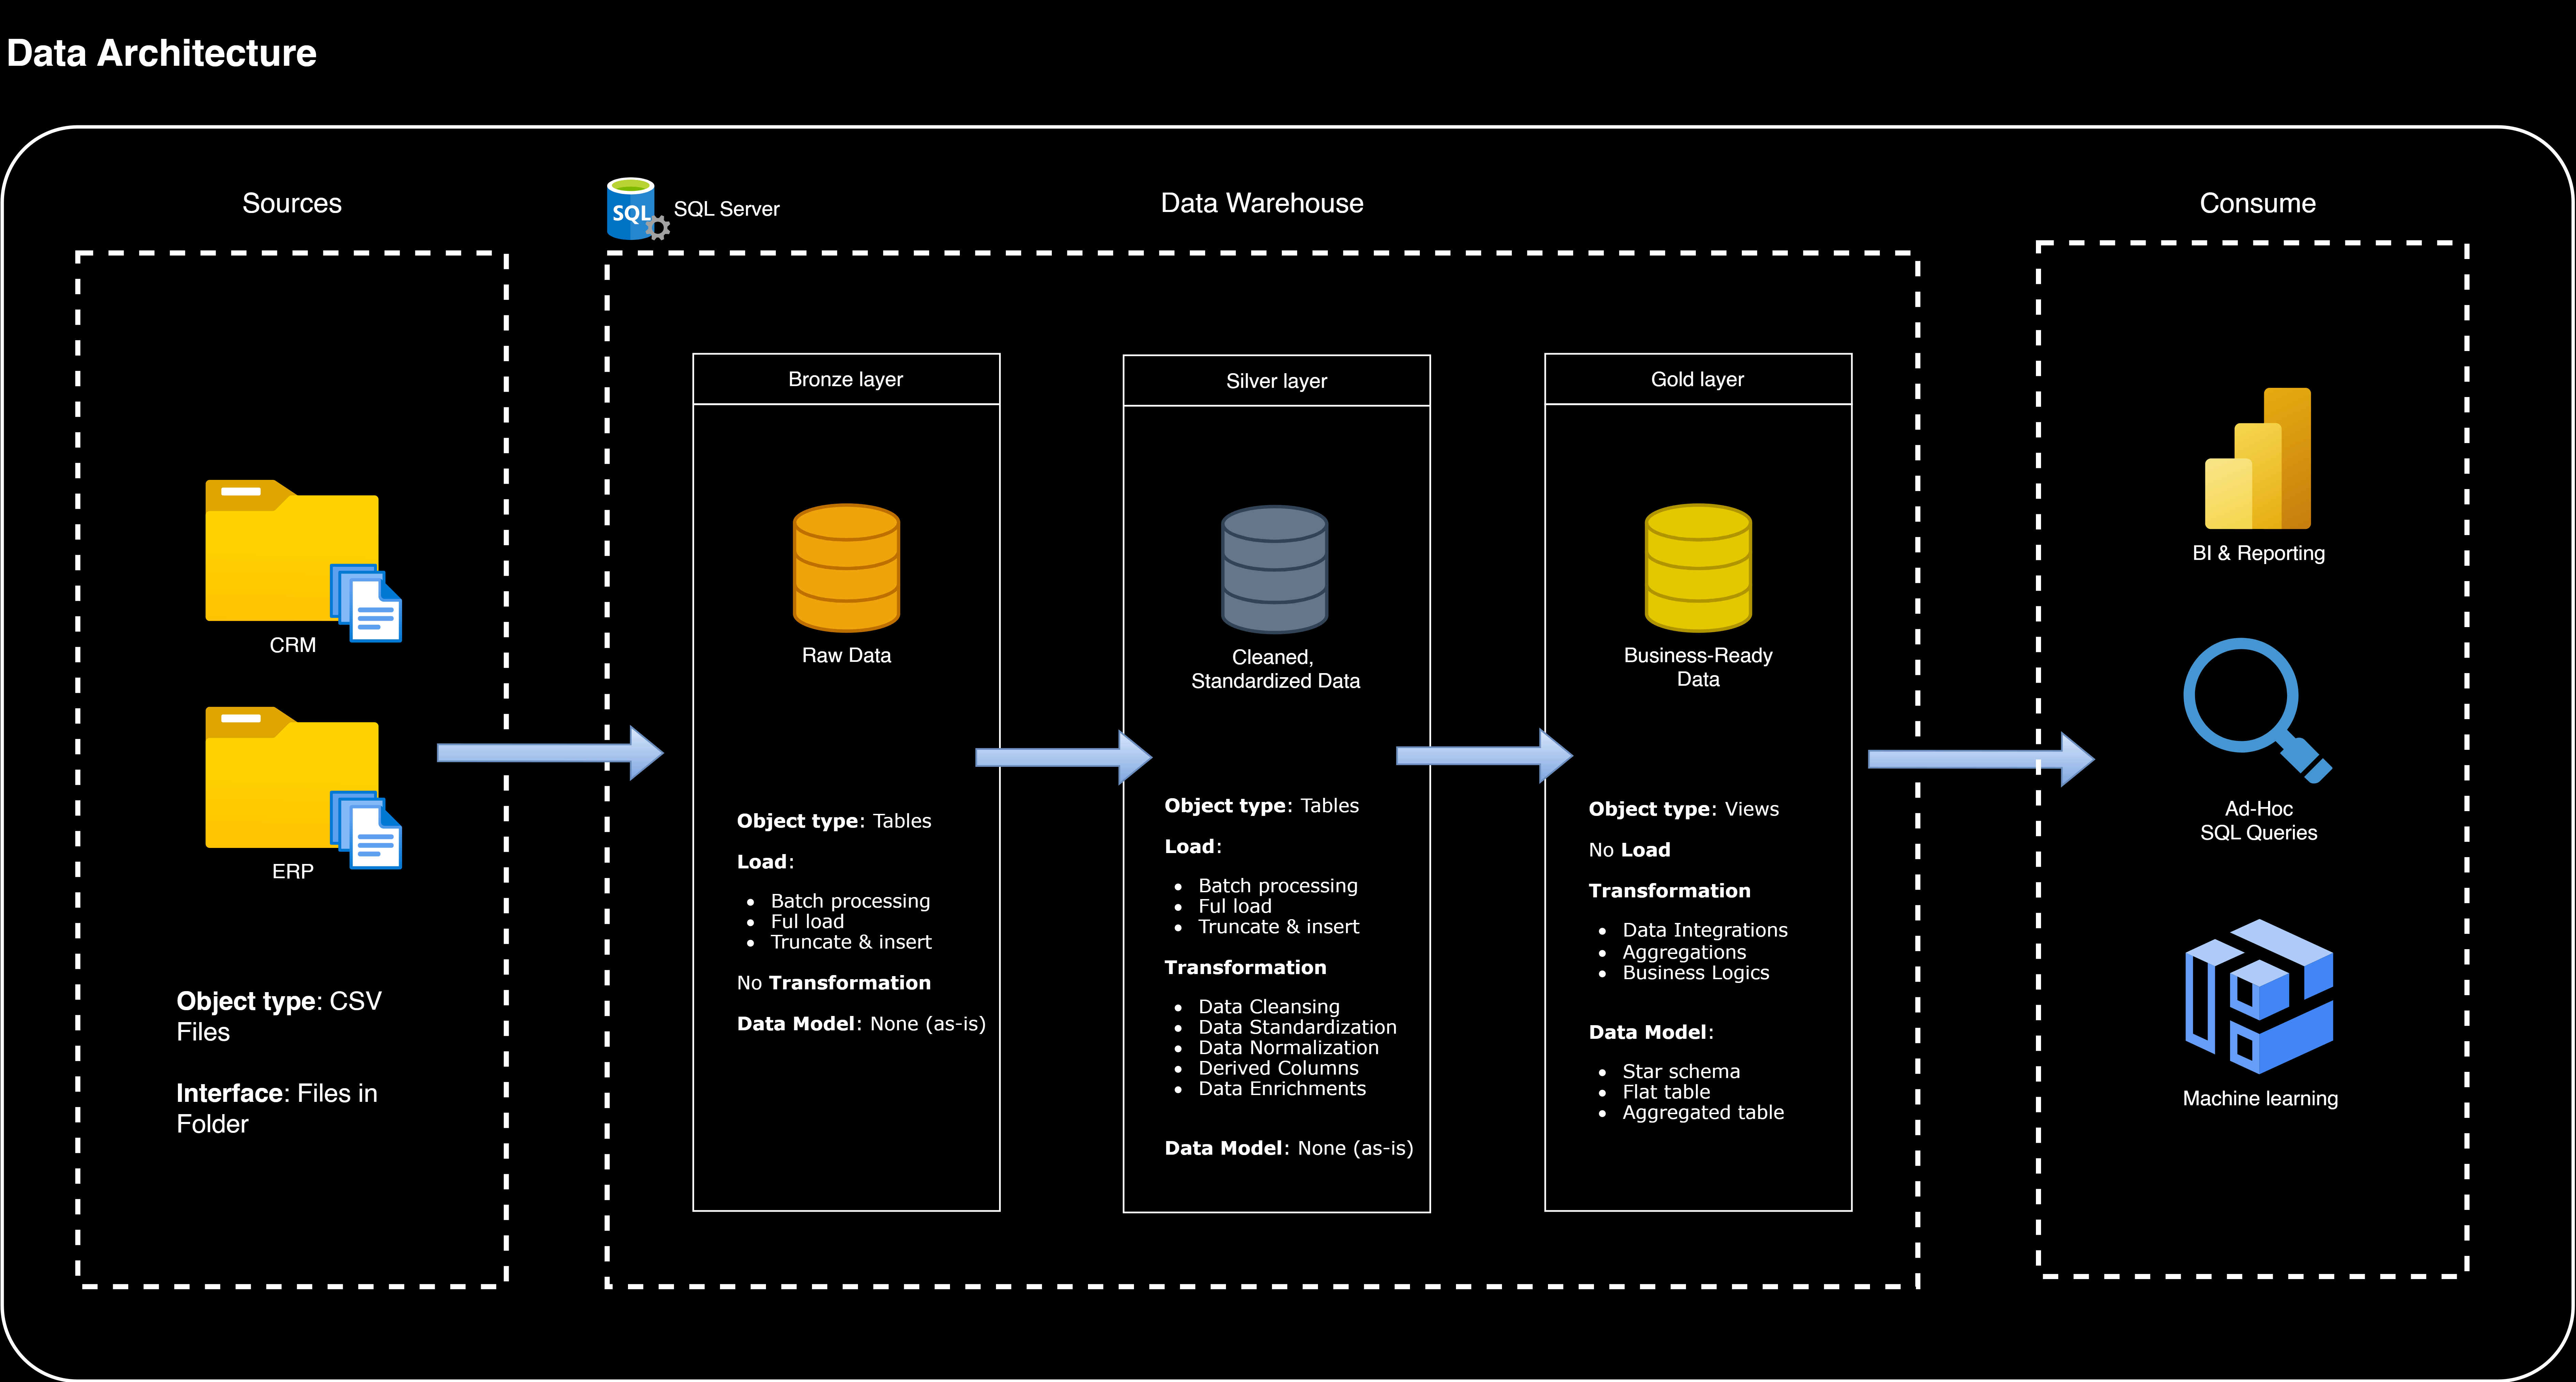 Data Architecture
Sources
SQL
SQL Server
Data Warehouse
Consume
CRM
ERP
Object type: CSV
Files
Interface: Files in
Folder
Bronze layer
Raw Data
Object type: Tables
Load:
• Batch processing
• Ful load
• Truncate & insert
No Transformation
Data Model: None (as-is)
Silver layer
Cleaned,
Standardized Data
Object type: Tables
Load:
• Batch processing
• Ful load
• Truncate & insert
Transformation
• Data Cleansing
• Data Standardization
• Data Normalization
• Derived Columns
• Data Enrichments
Data Model: None (as-is)
Gold layer
Business-Ready
Data
Object type: Views
No Load
Transformation
• Data Integrations
• Aggregations
• Business Logics
Data Model:
• Star schema
• Flat table
• Aggregated table
BI & Reporting
Ad-Hoc
SQL Queries
Machine learning